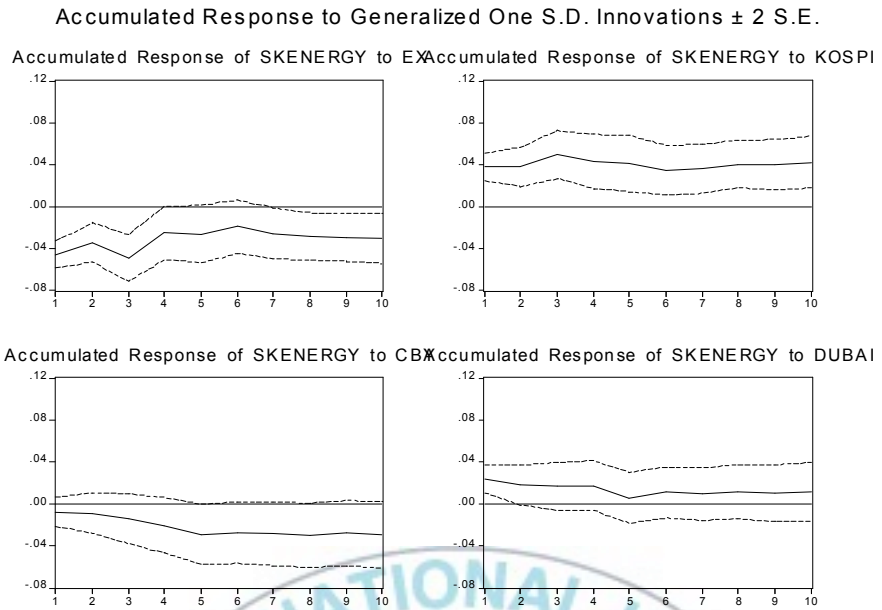 Accumulated Response to Generalized One S.D. Innovations ± 2 S.E.
Accumulated Response of SKENERGY to EX
Accumulated Response of SKENERGY to KOSPI
.12
.08
.04
.00
-.04
-.08
1 2 3 4 5 6 7 8 9 10
.12
.08
.04
.00
-.04
-.08
1 2 3 4 5 6 7 8 9 10
Accumulated Response of SKENERGY to CB
Accumulated Response of SKENERGY to DUBAI
.12
.08
.04
.00
-.04
-.08
1 2 3 4 5 6 7 8 9 10
.12
.08
.04
.00
-.04
-.08
1 2 3 4 5 6 7 8 9 10